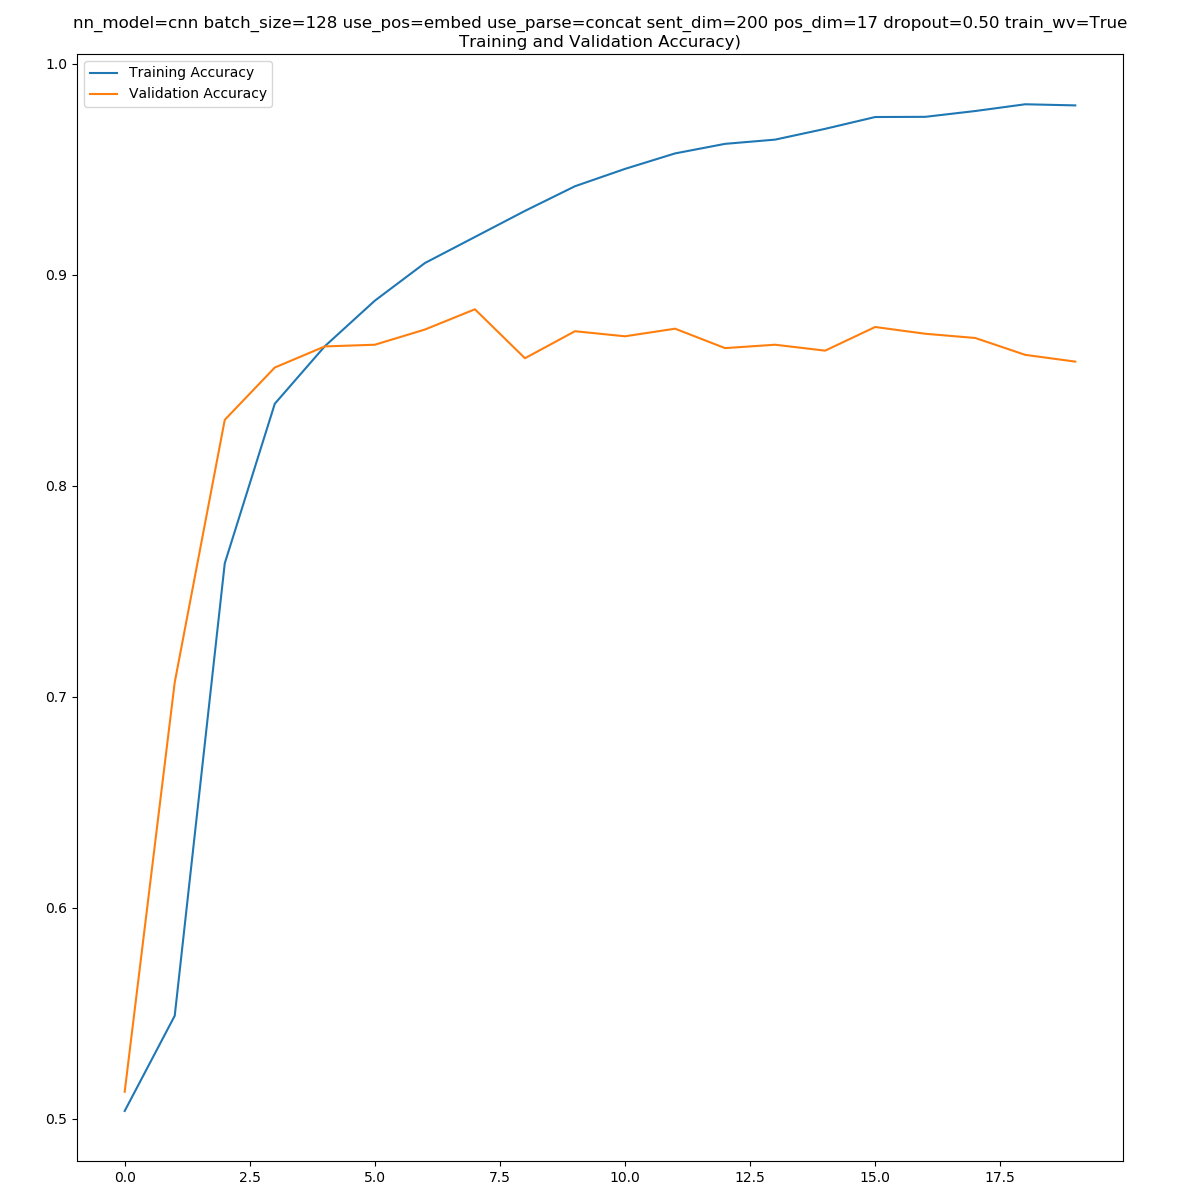 nn_model=cnn batch_size=128 use_pos=embed use_parse=concat sent_dim=200 pos_dim=17 dropout=0.50 train_wv=True
Training and Validation Accuracy)
Training Accuracy
Validation Accuracy
1.0
0.9
0.8
0.7
0.6
0.5
0.0 2.5 5.0 7.5 10.0 12.5 15.0 17.5